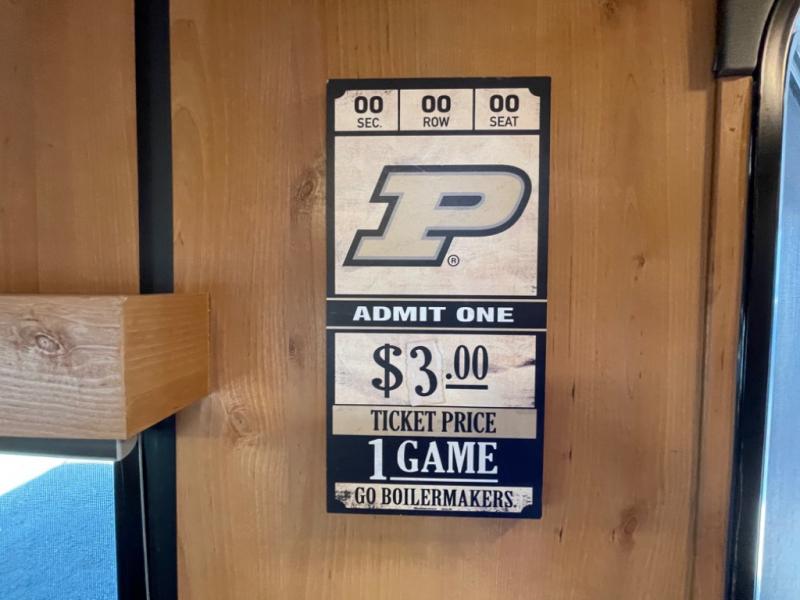 00 00 00
SEC. ROW SEAT
P®
ADMIT ONE
$3.00
TICKET PRICE
1 GAME
GO BOILERMAKERS.